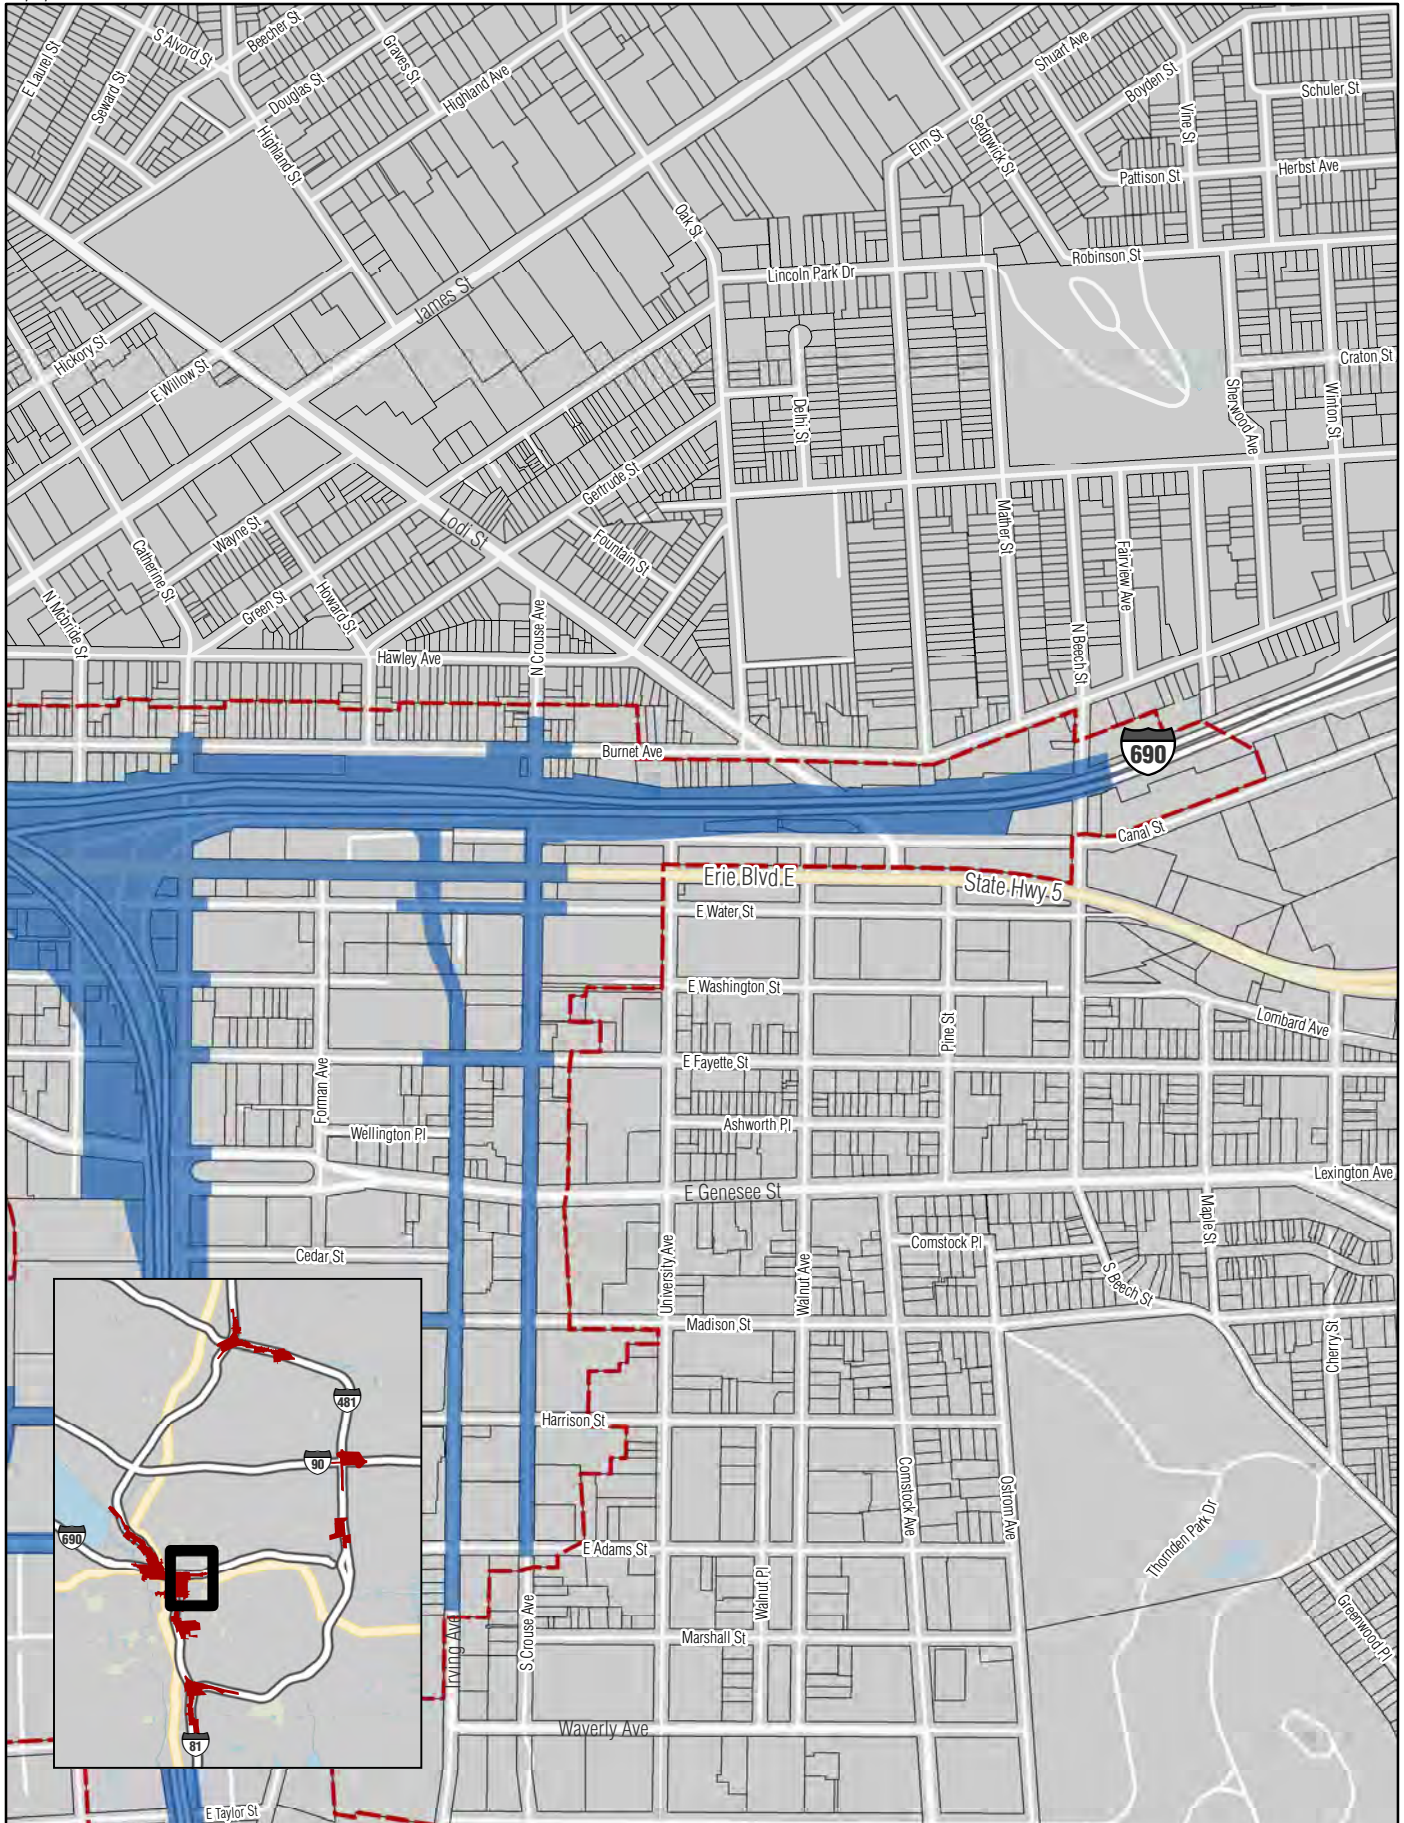 S Alvord St
Beecher St
E Laurel St
Seward St
Graves St
Douglas St
Highland Ave
Highland St
Shuart Ave
Boyden St
Schuler St
Vine St
Elm St
Sedgwick St
Pattison St
Herbst Ave
Oak St
Robinson St
Lincoln Park Dr
James St
Hickory St
E Willow St
Craton St
Delhi St
Sherwood Ave
Winton St
Gertrude St
Lodi St
Wayne St
Fountain St
Mather St
Fairview Ave
Catherine St
Green St
Howard St
N Mcbride St
N Crouse Ave
N Beech St
Hawley Ave
Burnet Ave
690
Canal St
Erie Blvd E
State Hwy 5
E Water St
E Washington St
Pine St
Lombard Ave
E Fayette St
Forman Ave
Ashworth Pl
Wellington Pl
Lexington Ave
E Genesee St
Maple St
Comstock Pl
University Ave
Walnut Ave
Cedar St
S Beech St
Madison St
Cherry St
481
90
690
81
Harrison St
Comstock Ave
Ostrom Ave
Thornden Park Dr
E Adams St
Walnut Pl
Greenwood Pl
Irving Ave
S Crouse Ave
Marshall St
Waverly Ave
E Taylor St